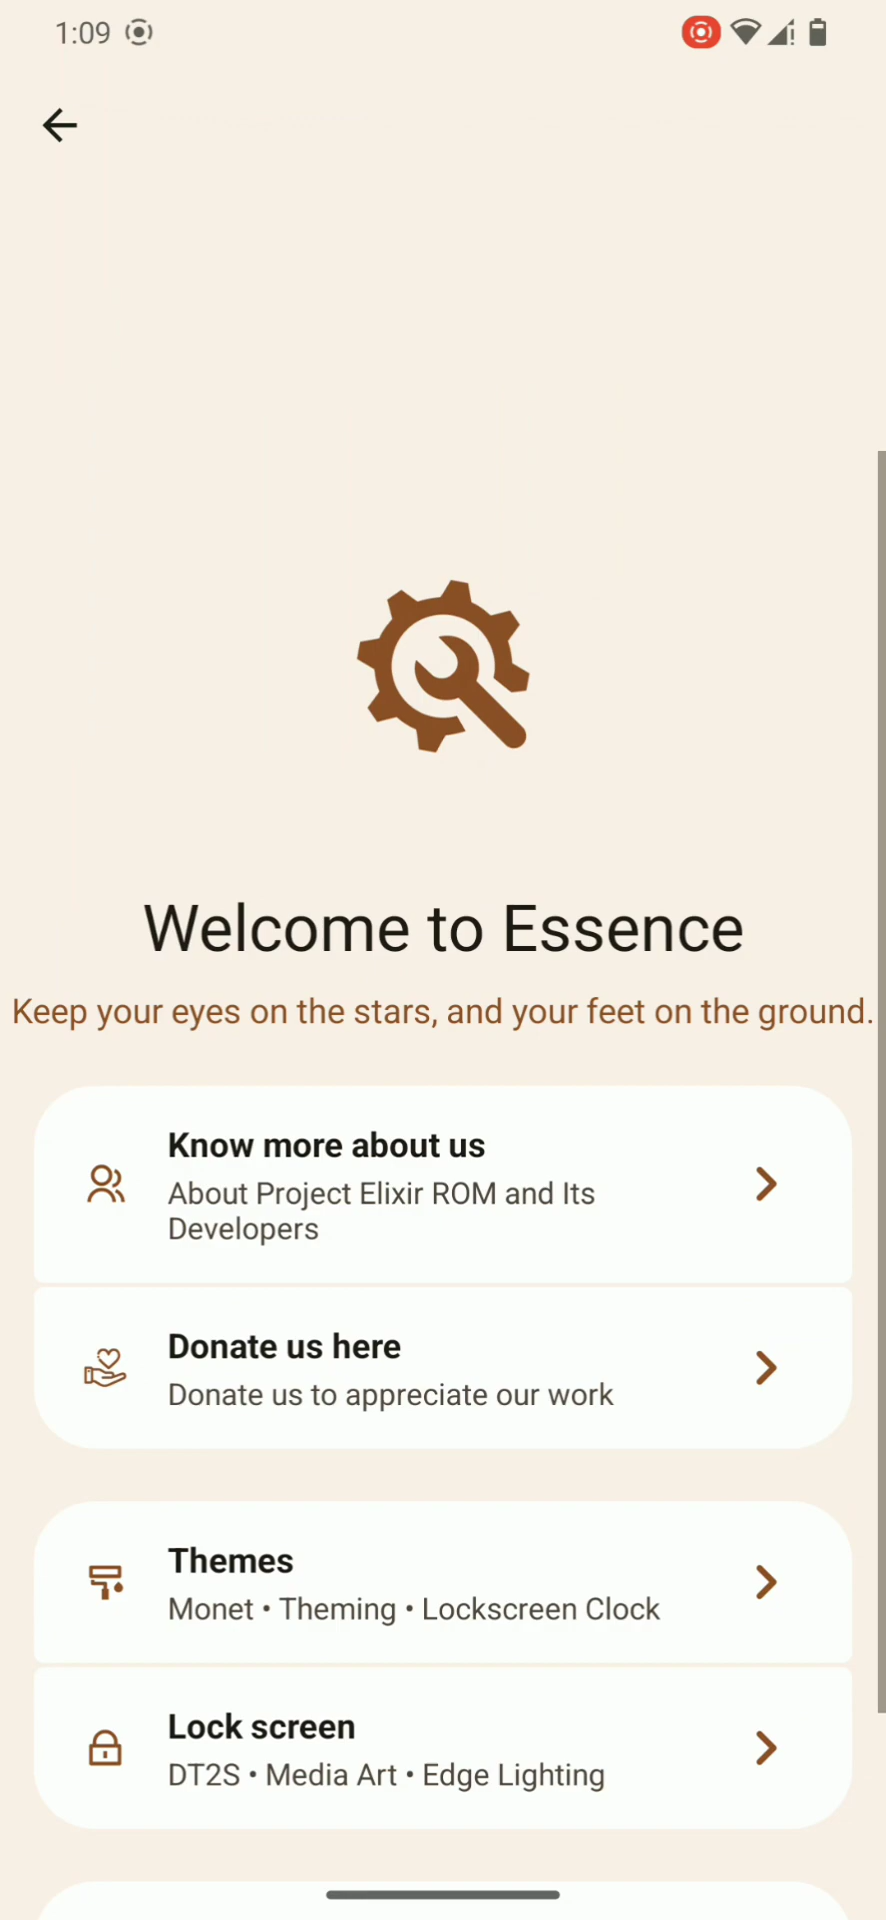 1:09
Welcome to Essence
Keep your eyes on the stars, and your feet on the ground.
Know more about us
About Project Elixir ROM and Its
Developers
Donate us here
Donate us to appreciate our work
Themes
Monet • Theming • Lockscreen Clock
Lock screen
DT2S • Media Art • Edge Lighting